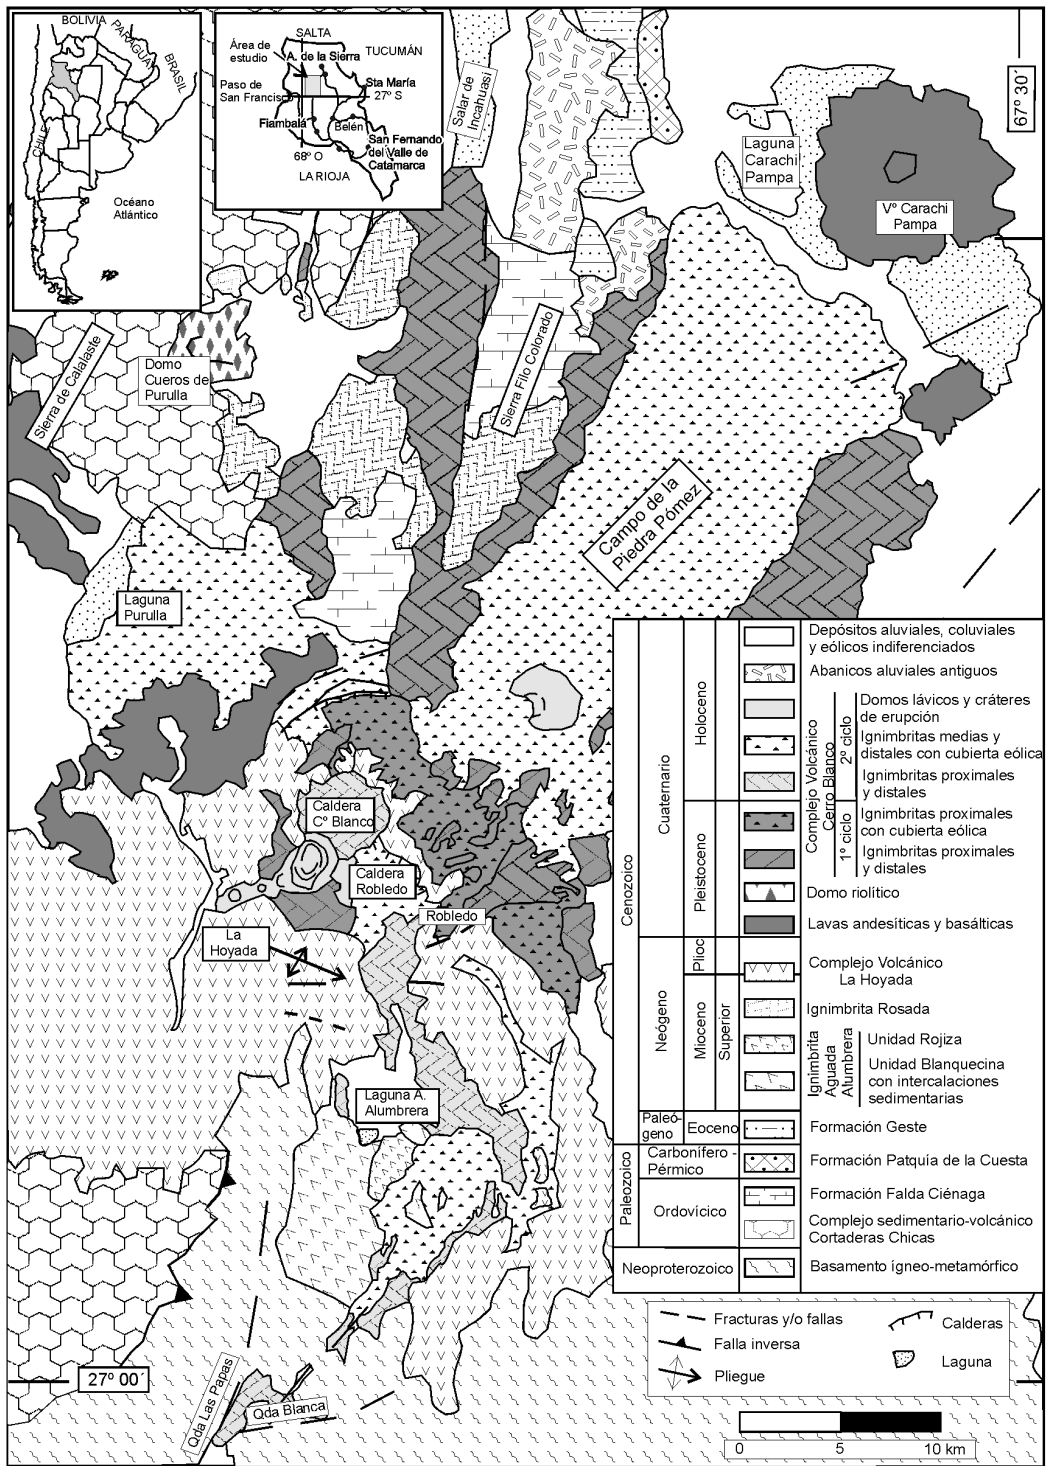 BOLIVIA
PARAGUAY
BRASIL
CHILE
Océano
Atlántico
SALTA
Área de
estudio
TUCUMÁN
A. de la Sierra
Paso de
San Francisco
Sta María
27º S
Fiambalá
Belén
San Fernando
del Valle de
Catamarca
68º O
LA RIOJA
Salar de
Incahuasi
67º 30´
Laguna
Carachi
Pampa
Vº Carachi
Pampa
Sierra de Calalaste
Domo
Cueros de
Purulla
Sierra Filo Colorado
Campo de la
Piedra Pómez
Laguna
Purulla
Caldera
Cº Blanco
Caldera
Robledo
Robledo
La
Hoyada
Laguna A.
Alumbrera
27º 00´
Qda Las Papas
Qda Blanca
Cenozoico
Cuaternario
Holoceno
Pleistoceno
Neógeno
Plioc
Mioceno
Superior
Paleó-
geno
Eoceno
Paleozoico
Carbonífero -
Pérmico
Ordovícico
Neoproterozoico
Depósitos aluviales, coluviales
y eólicos indiferenciados
Abanicos aluviales antiguos
Complejo Volcánico
Cerro Blanco
2º ciclo
Domos lávicos y cráteres
de erupción
Ignimbritas medias y
distales con cubierta eólica
Ignimbritas proximales
y distales
1º ciclo
Ignimbritas proximales
con cubierta eólica
Ignimbritas proximales
y distales
Domo riolítico
Lavas andesíticas y basálticas
Complejo Volcánico
La Hoyada
Ignimbrita Rosada
Ignimbrita
Aguada
Alumbrera
Unidad Rojiza
Unidad Blanquecina
con intercalaciones
sedimentarias
Formación Geste
Formación Patquía de la Cuesta
Formación Falda Ciénaga
Complejo sedimentario-volcánico
Cortaderas Chicas
Basamento ígneo-metamórfico
Fracturas y/o fallas
Falla inversa
Pliegue
Calderas
Laguna
0 5 10 km